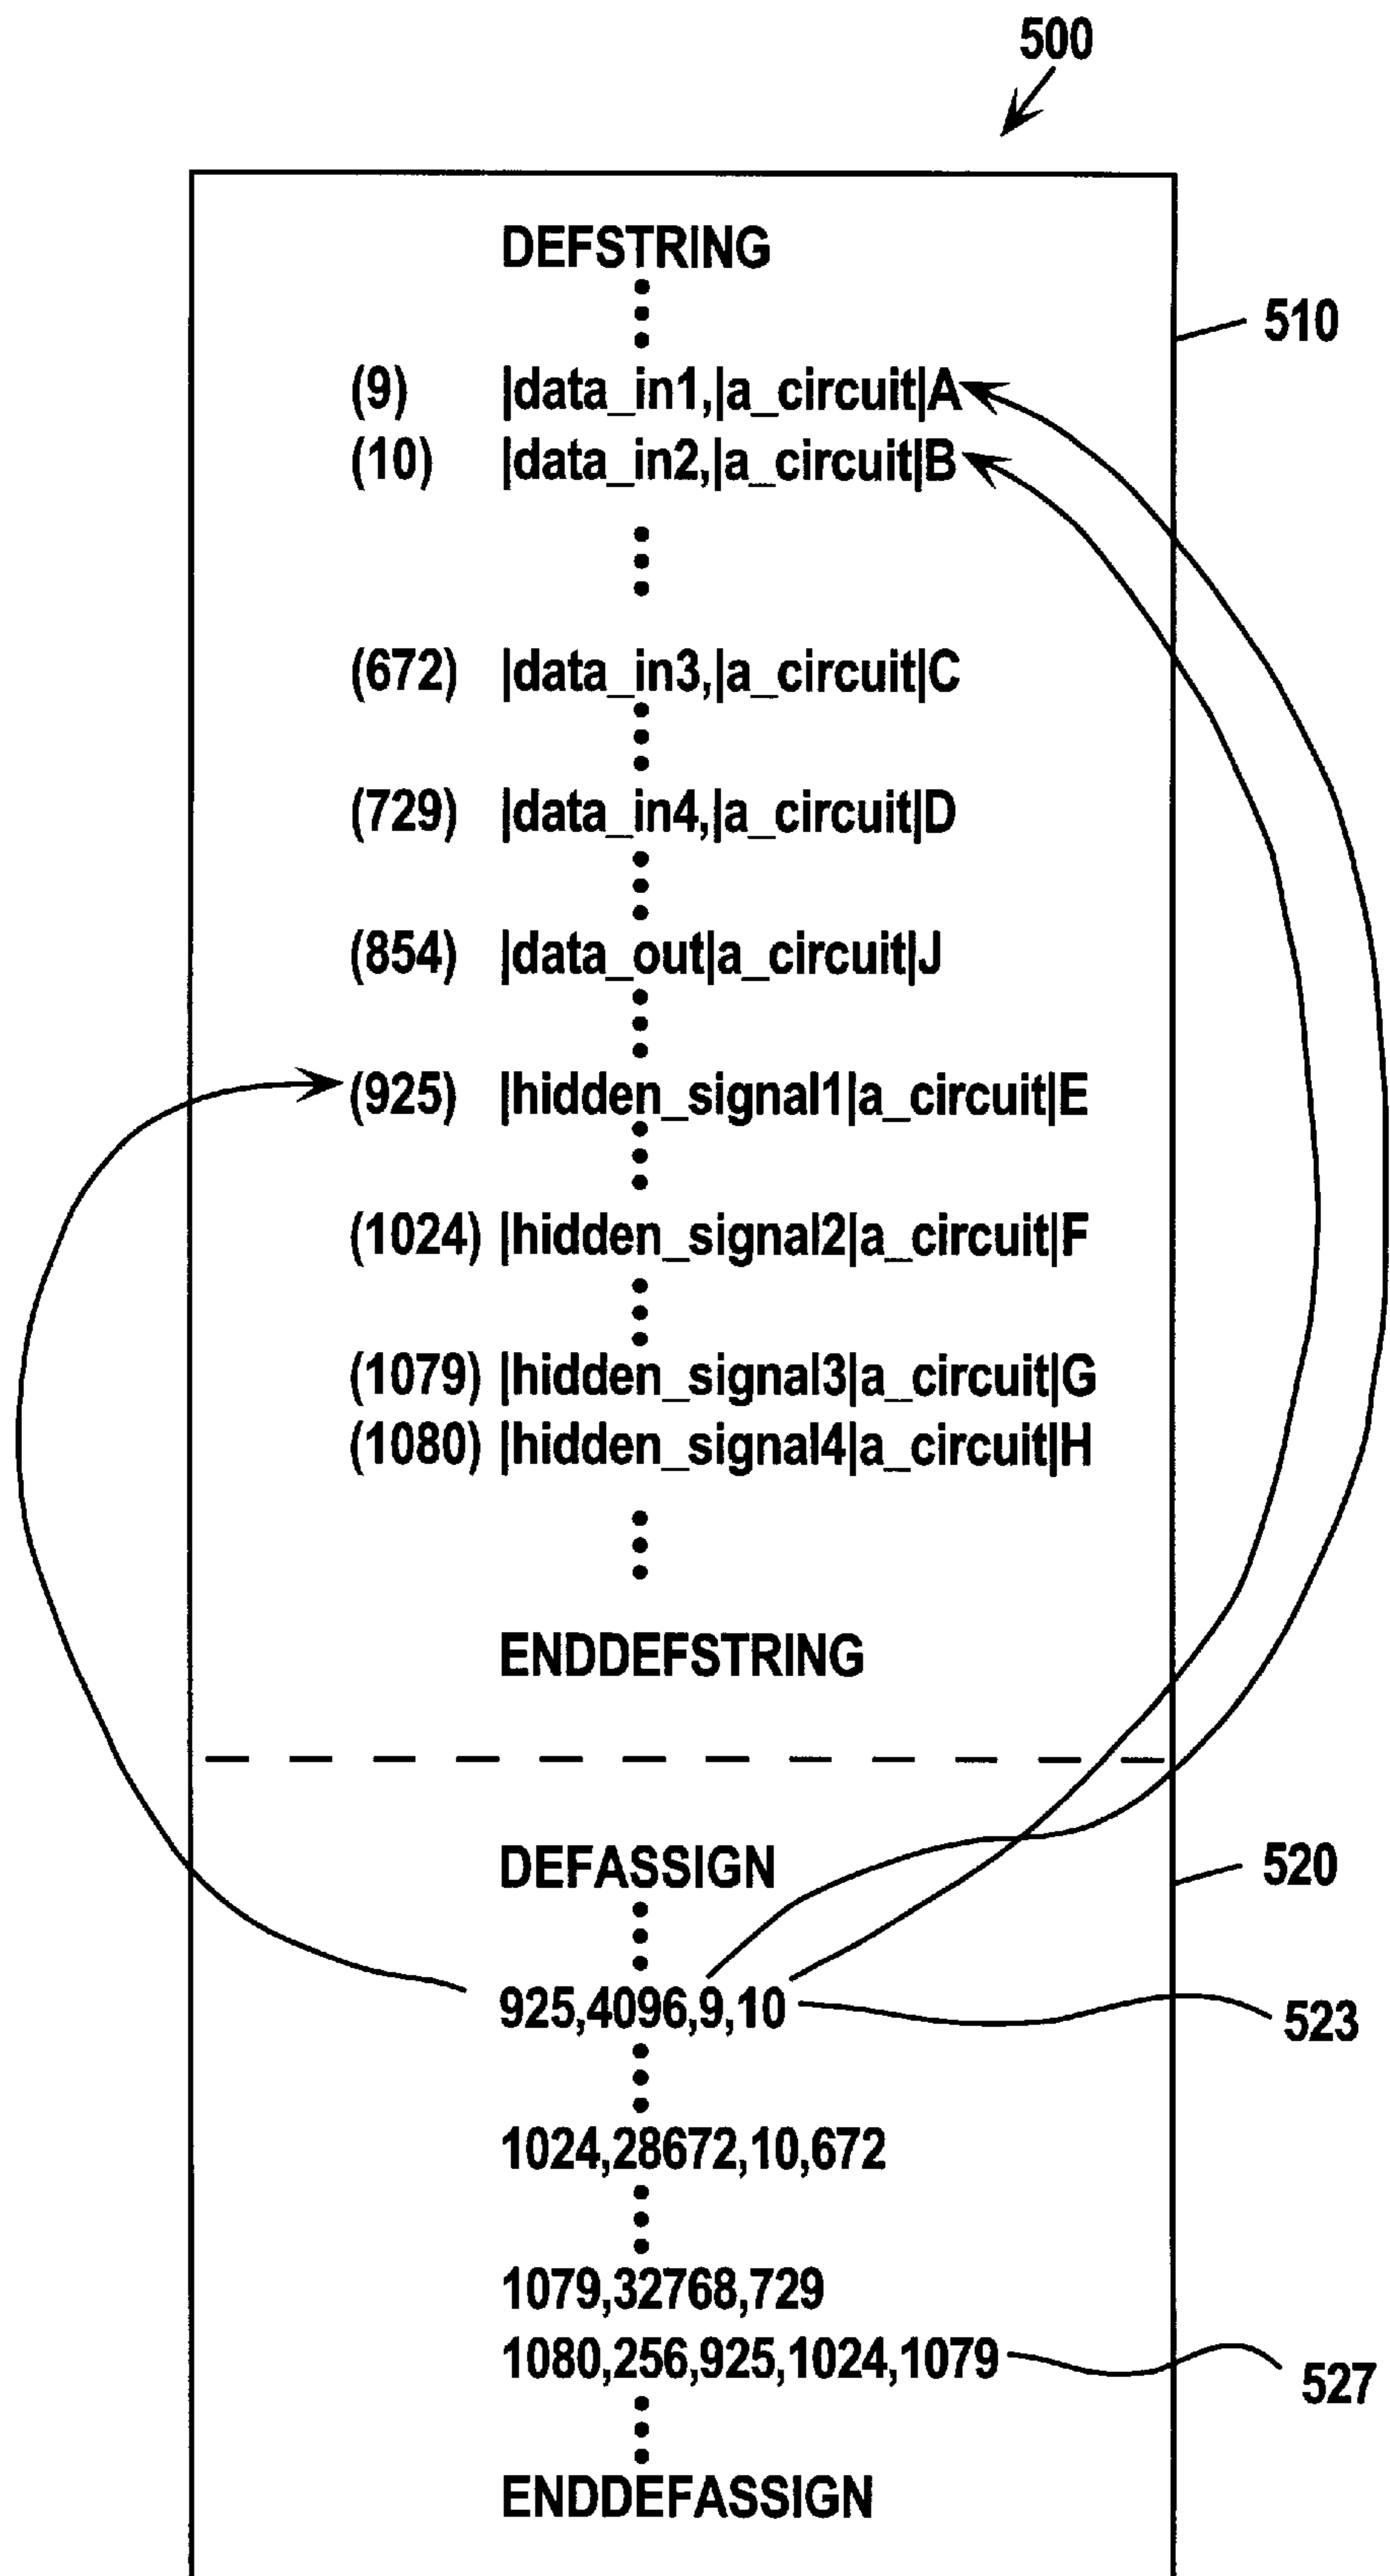 500
DEFSTRING
510
(9) |data_in1,|a_circuit|A
(10) |data_in2,|a_circuit|B
(672) |data_in3,|a_circuit|C
(729) |data_in4,|a_circuit|D
(854) |data_out|a_circuit|J
(925) |hidden_signal1|a_circuit|E
(1024) |hidden_signal2|a_circuit|F
(1079) |hidden_signal3|a_circuit|G
(1080) |hidden_signal4|a_circuit|H
ENDDEFSTRING
DEFASSIGN
520
925,4096,9,10
523
1024,28672,10,672
1079,32768,729
1080,256,925,1024,1079
527
ENDDEFASSIGN